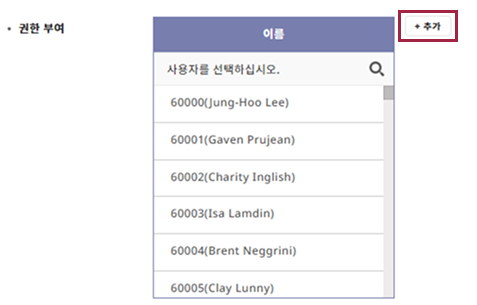 • 권한 부여
이름
+ 추가
사용자를 선택하십시오.
60000(Jung-Hoo Lee)
60001(Gaven Prujean)
60002(Charity Inglish)
60003(Isa Lamdin)
60004(Brent Neggrini)
60005(Clay Lunny)